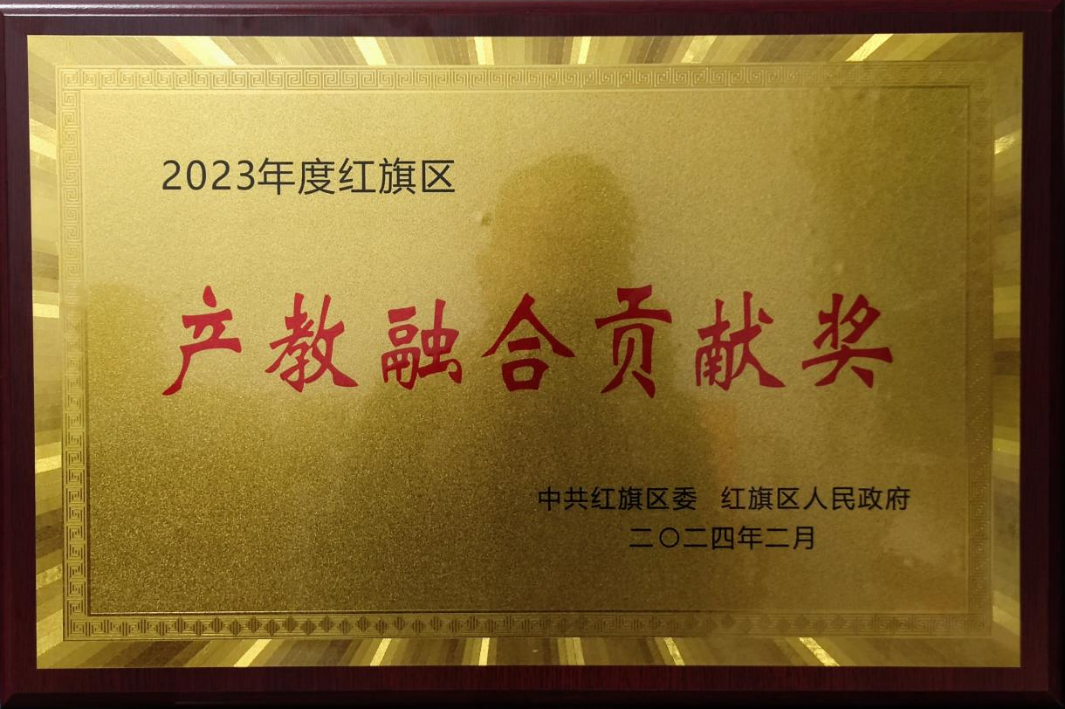 2023年度红旗区
产教融合贡献奖
中共红旗区委 红旗区人民政府
二〇二四年二月